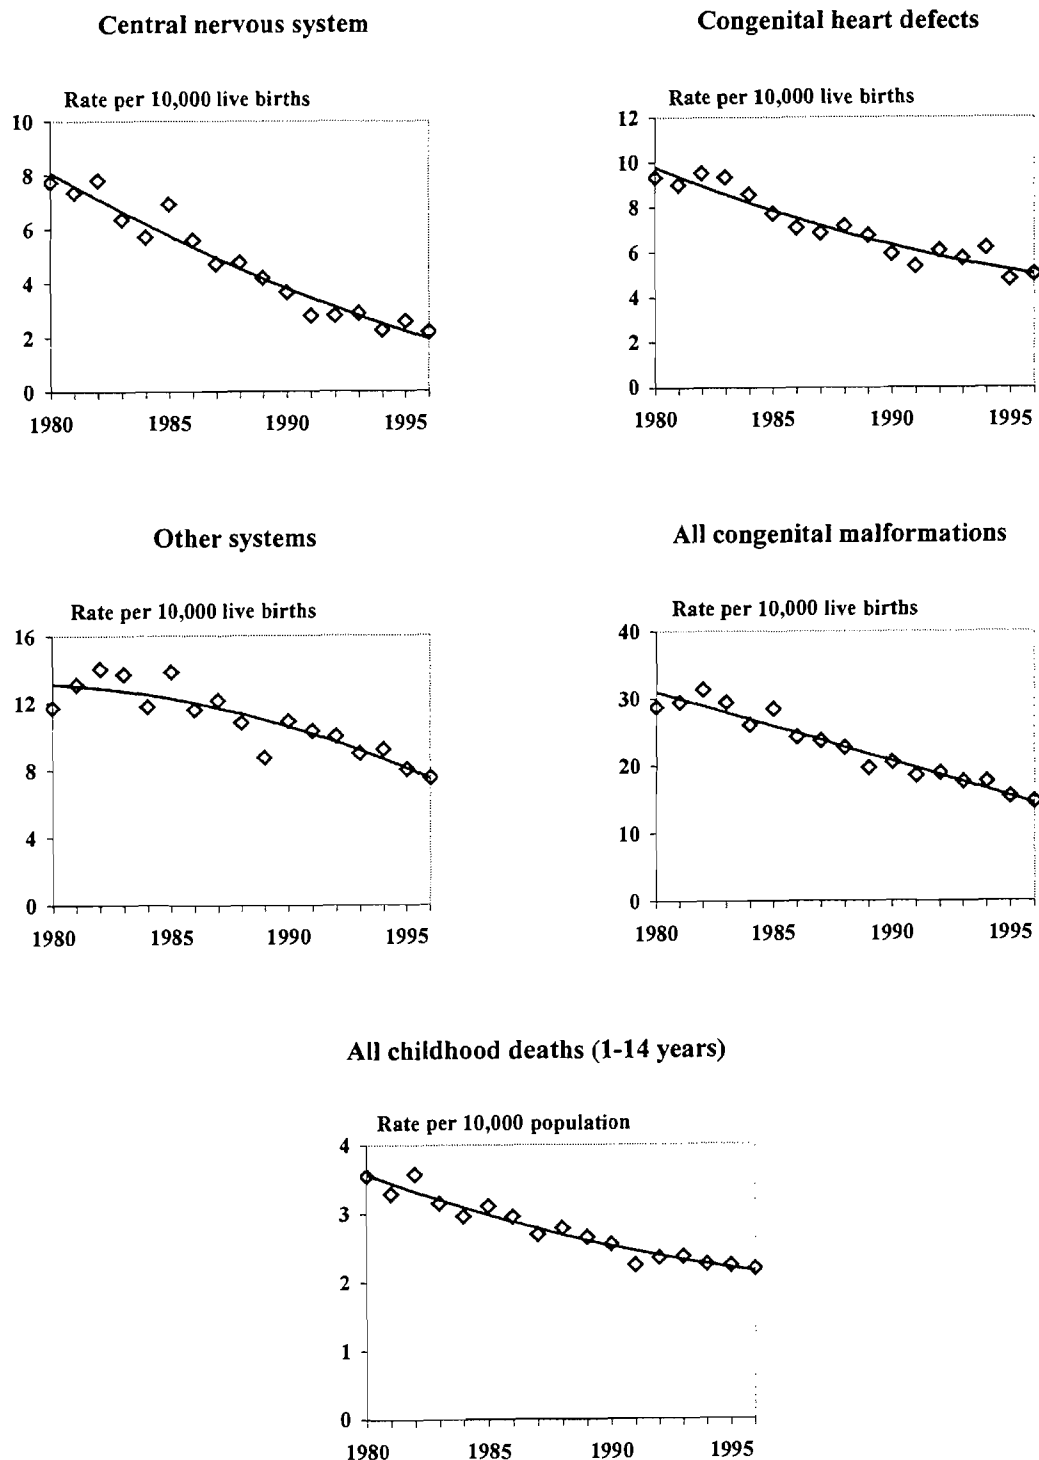 Central nervous system
Rate per 10,000 live births
10
8
6
4
2
0
1980 1985 1990 1995
Congenital heart defects
Rate per 10,000 live births
12
10
8
6
4
2
0
1980 1985 1990 1995
Other systems
Rate per 10,000 live births
16
12
8
4
0
1980 1985 1990 1995
All congenital malformations
Rate per 10,000 live births
40
30
20
10
0
1980 1985 1990 1995
All childhood deaths (1-14 years)
Rate per 10,000 population
4
3
2
1
0
1980 1985 1990 1995